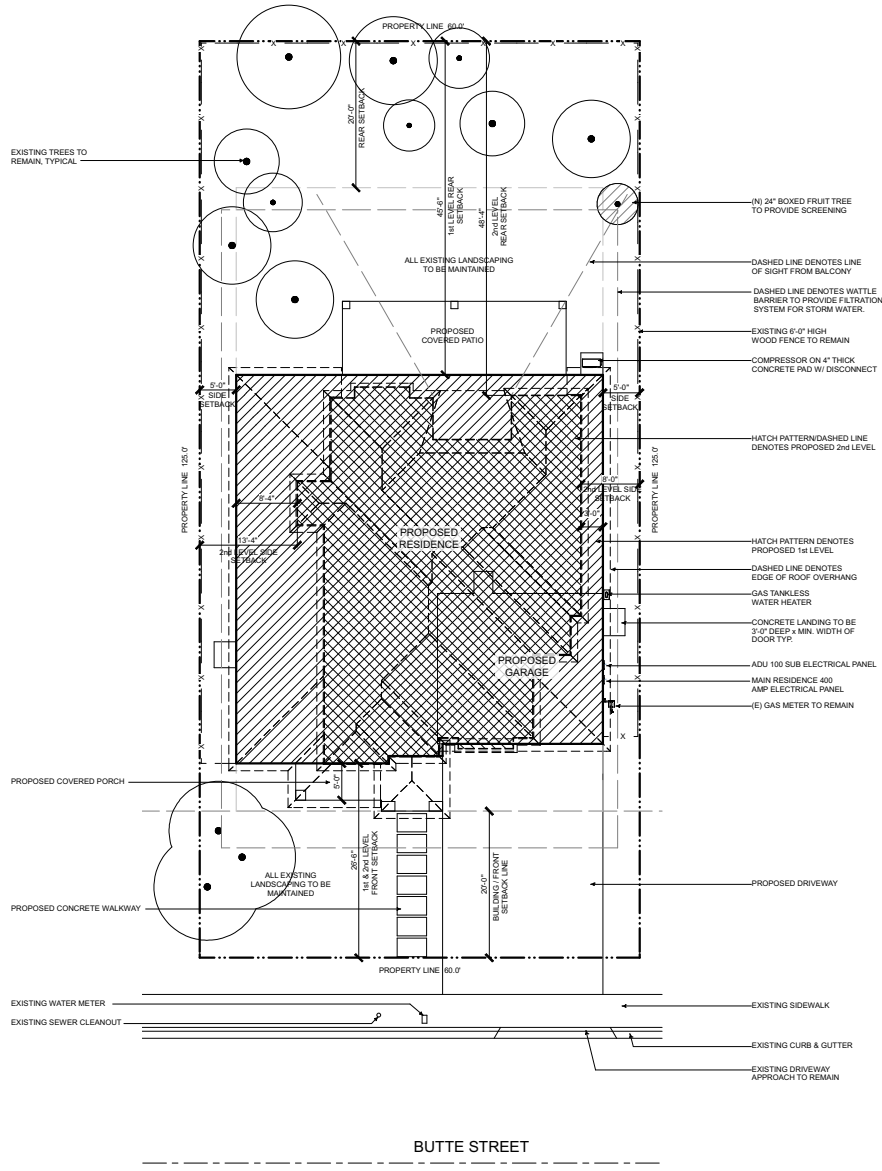 PROPERTY LINE  60.0'
20'-0"
REAR SETBACK
45'-6"
1st LEVEL REAR
SETBACK
48'-4"
2nd LEVEL
REAR SETBACK
EXISTING TREES TO
REMAIN, TYPICAL
(N) 24" BOXED FRUIT TREE
TO PROVIDE SCREENING
ALL EXISTING LANDSCAPING
TO BE MAINTAINED
DASHED LINE DENOTES LINE
OF SIGHT FROM BALCONY
DASHED LINE DENOTES WATTLE
BARRIER TO PROVIDE FILTRATION
SYSTEM FOR STORM WATER.
PROPOSED
COVERED PATIO
EXISTING 6'-0" HIGH
WOOD FENCE TO REMAIN
COMPRESSOR ON 4" THICK
CONCRETE PAD W/ DISCONNECT
5'-0"
SIDE
SETBACK
5'-0"
SIDE
SETBACK
HATCH PATTERN/DASHED LINE
DENOTES PROPOSED 2nd LEVEL
PROPERTY LINE  125.0'
PROPERTY LINE  125.0'
8'-0"
2nd LEVEL SIDE
SETBACK
3'-0"
8'-4"
13'-4"
2nd LEVEL SIDE
SETBACK
PROPOSED
RESIDENCE
HATCH PATTERN DENOTES
PROPOSED 1st LEVEL
DASHED LINE DENOTES
EDGE OF ROOF OVERHANG
GAS TANKLESS
WATER HEATER
CONCRETE LANDING TO BE
3'-0" DEEP x MIN. WIDTH OF
DOOR TYP.
PROPOSED
GARAGE
ADU 100 SUB ELECTRICAL PANEL
MAIN RESIDENCE 400
AMP ELECTRICAL PANEL
(E) GAS METER TO REMAIN
PROPOSED COVERED PORCH
5'-0"
26'-6"
1st & 2nd LEVEL
FRONT SETBACK
20'-0"
BUILDING / FRONT
SETBACK LINE
ALL EXISTING
LANDSCAPING TO BE
MAINTAINED
PROPOSED DRIVEWAY
PROPOSED CONCRETE WALKWAY
PROPERTY LINE  60.0'
EXISTING WATER METER
EXISTING SIDEWALK
EXISTING SEWER CLEANOUT
EXISTING CURB & GUTTER
EXISTING DRIVEWAY
APPROACH TO REMAIN
BUTTE STREET